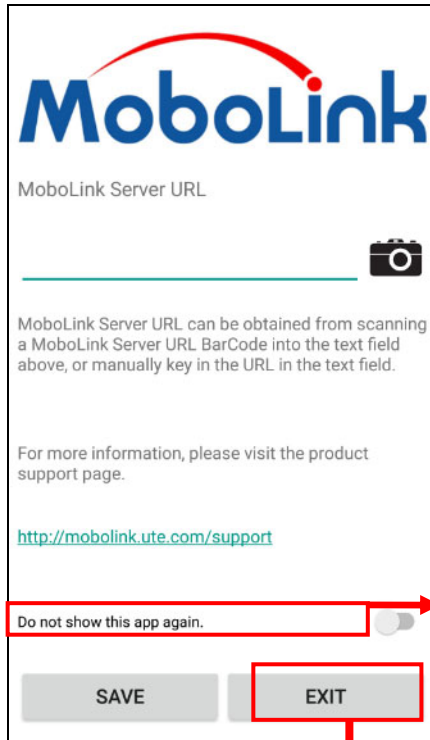 MoboLink
MoboLink Server URL
MoboLink Server URL can be obtained from scanning
a MoboLink Server URL BarCode into the text field
above, or manually key in the URL in the text field.
For more information, please visit the product
support page.
http://mobolink.ute.com/support
Do not show this app again.
SAVE EXIT